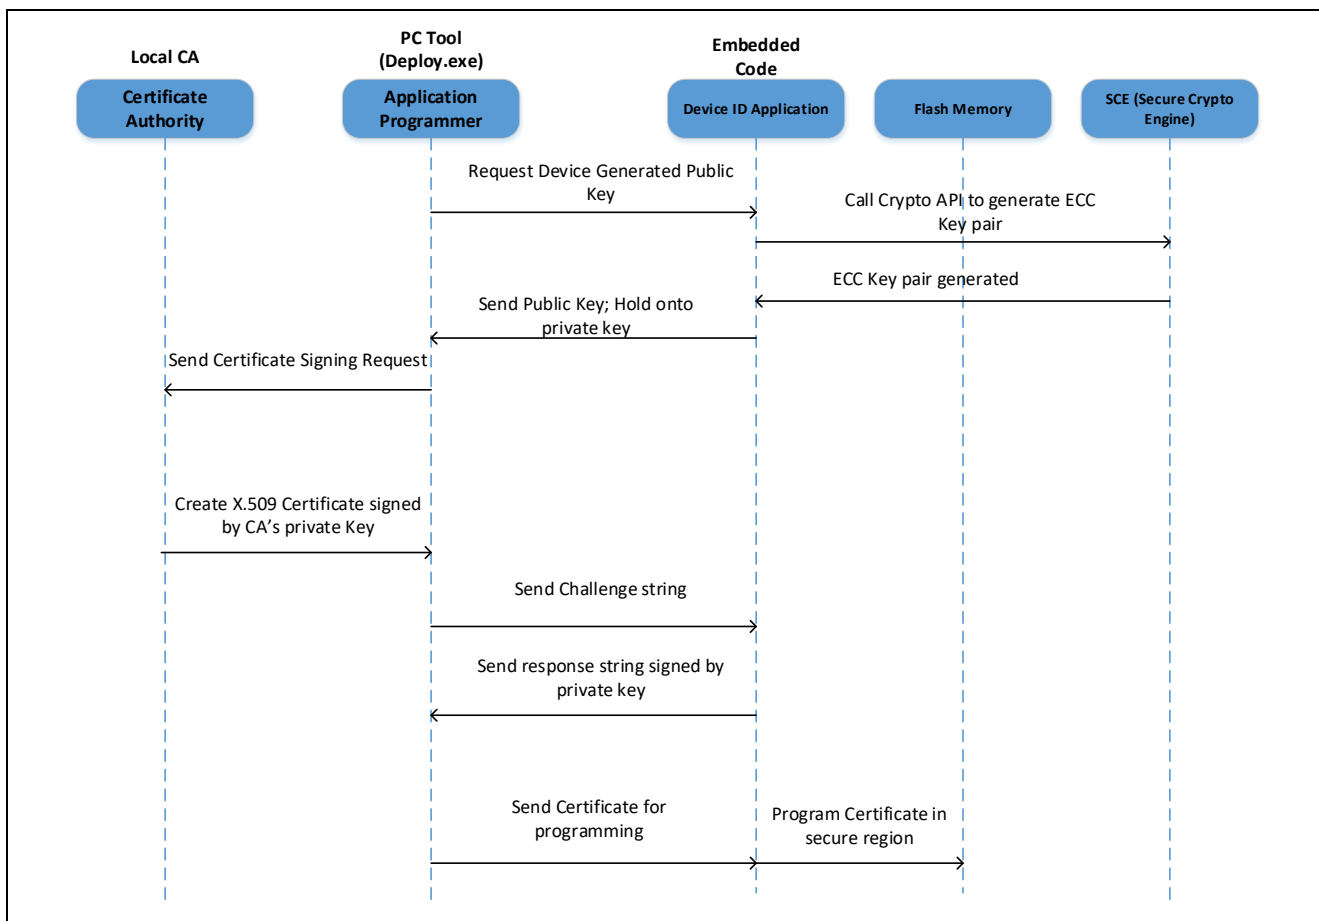 Local CA
PC Tool
(Deploy.exe)
Embedded
Code
Certificate
Authority
Application
Programmer
Device ID Application
Flash Memory
SCE (Secure Crypto
Engine)
Request Device Generated Public
Key
Call Crypto API to generate ECC
Key pair
ECC Key pair generated
Send Public Key; Hold onto
private key
Send Certificate Signing Request
Create X.509 Certificate signed
by CA’s private Key
Send Challenge string
Send response string signed by
private key
Send Certificate for
programming
Program Certificate in
secure region